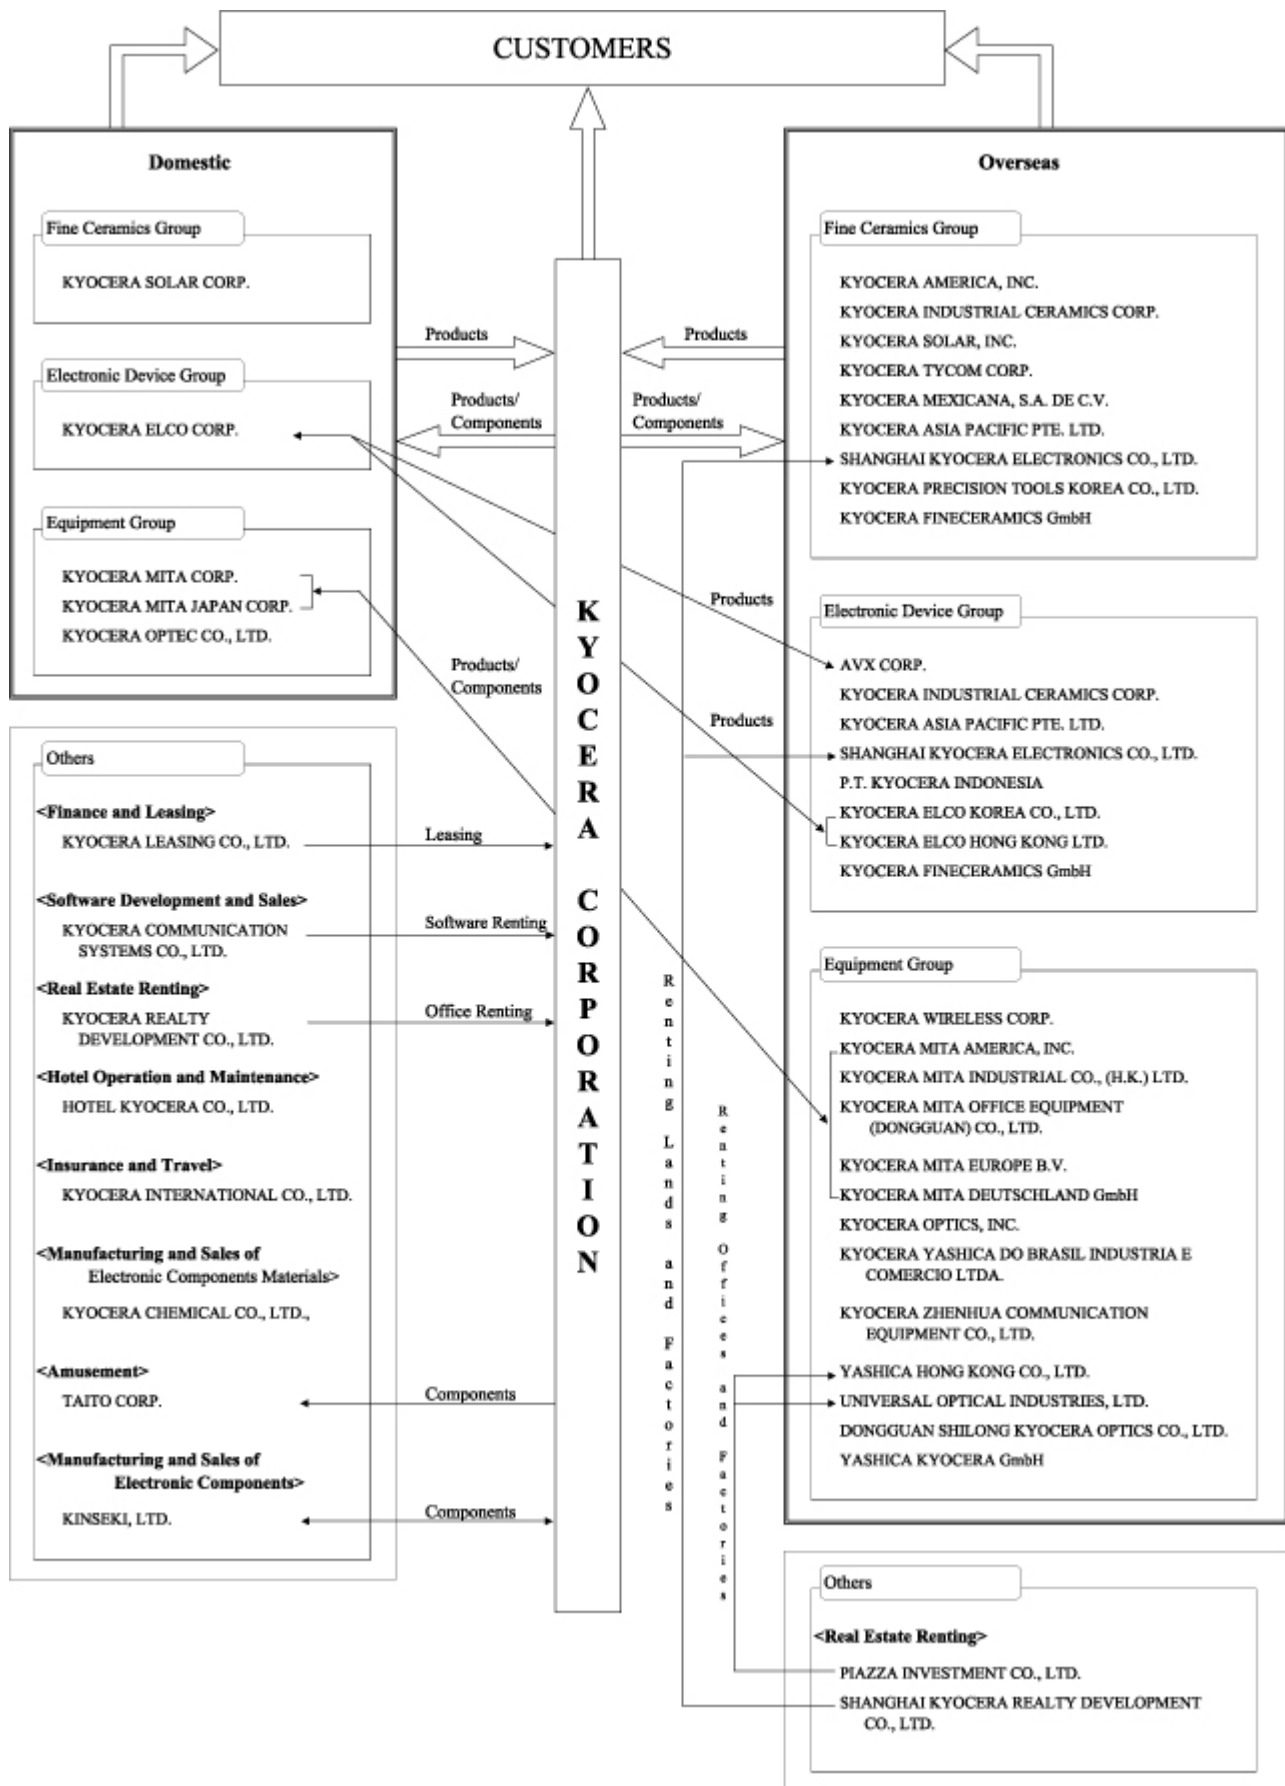 CUSTOMERS
Domestic
Fine Ceramics Group
KYOCERA SOLAR CORP.
Electronic Device Group
KYOCERA ELCO CORP.
Equipment Group
KYOCERA MITA CORP.
KYOCERA MITA JAPAN CORP.
KYOCERA OPTEC CO., LTD.
Others
<Finance and Leasing>
KYOCERA LEASING CO., LTD.
<Software Development and Sales>
KYOCERA COMMUNICATION
SYSTEMS CO., LTD.
<Real Estate Renting>
KYOCERA REALTY
DEVELOPMENT CO., LTD.
<Hotel Operation and Maintenance>
HOTEL KYOCERA CO., LTD.
<Insurance and Travel>
KYOCERA INTERNATIONAL CO., LTD.
<Manufacturing and Sales of
Electronic Components Materials>
KYOCERA CHEMICAL CO., LTD.,
<Amusement>
TAITO CORP.
<Manufacturing and Sales of
Electronic Components>
KINSEKI, LTD.
Products
Products/
Components
Products/
Components
Leasing
Software Renting
Office Renting
Components
Components
KYOCERA CORPORATION
Products
Products/
Components
Products
Products
Renting Lands and Factories
Renting Offices and Factories
Overseas
Fine Ceramics Group
KYOCERA AMERICA, INC.
KYOCERA INDUSTRIAL CERAMICS CORP.
KYOCERA SOLAR, INC.
KYOCERA TYCOM CORP.
KYOCERA MEXICANA, S.A. DE C.V.
KYOCERA ASIA PACIFIC PTE. LTD.
SHANGHAI KYOCERA ELECTRONICS CO., LTD.
KYOCERA PRECISION TOOLS KOREA CO., LTD.
KYOCERA FINECERAMICS GmbH
Electronic Device Group
AVX CORP.
KYOCERA INDUSTRIAL CERAMICS CORP.
KYOCERA ASIA PACIFIC PTE. LTD.
SHANGHAI KYOCERA ELECTRONICS CO., LTD.
P.T. KYOCERA INDONESIA
KYOCERA ELCO KOREA CO., LTD.
KYOCERA ELCO HONG KONG LTD.
KYOCERA FINECERAMICS GmbH
Equipment Group
KYOCERA WIRELESS CORP.
KYOCERA MITA AMERICA, INC.
KYOCERA MITA INDUSTRIAL CO., (H.K.) LTD.
KYOCERA MITA OFFICE EQUIPMENT
(DONGGUAN) CO., LTD.
KYOCERA MITA EUROPE B.V.
KYOCERA MITA DEUTSCHLAND GmbH
KYOCERA OPTICS, INC.
KYOCERA YASHICA DO BRASIL INDUSTRIA E
COMERCIO LTDA.
KYOCERA ZHENHUA COMMUNICATION
EQUIPMENT CO., LTD.
YASHICA HONG KONG CO., LTD.
UNIVERSAL OPTICAL INDUSTRIES, LTD.
DONGGUAN SHILONG KYOCERA OPTICS CO., LTD.
YASHICA KYOCERA GmbH
Others
<Real Estate Renting>
PIAZZA INVESTMENT CO., LTD.
SHANGHAI KYOCERA REALTY DEVELOPMENT
CO., LTD.